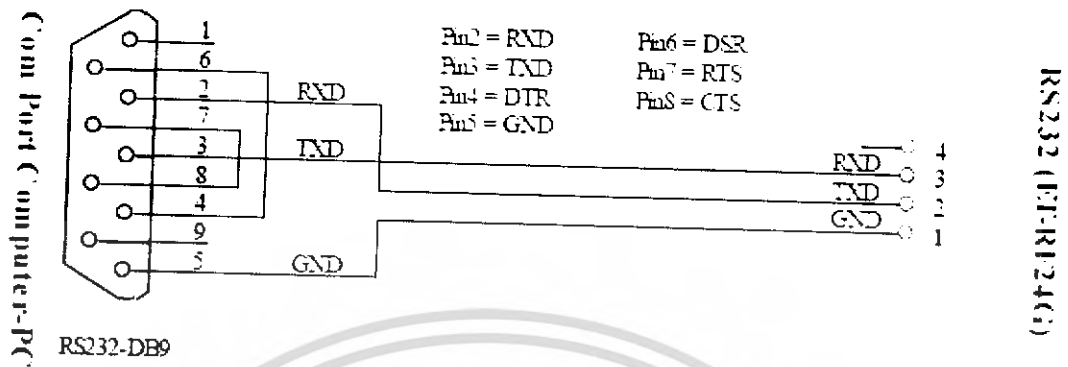 Com Port Computer-PC
1
6
2
7
3
8
4
9
5
RXD
TXD
GND
Pin2 = RXD
Pin3 = TXD
Pin4 = DTR
Pin5 = GND
Pin6 = DSR
Pin7 = RTS
Pin8 = CTS
RXD
TXD
GND
4
3
2
1
RS232 (ET-RF24G)
RS232-DB9